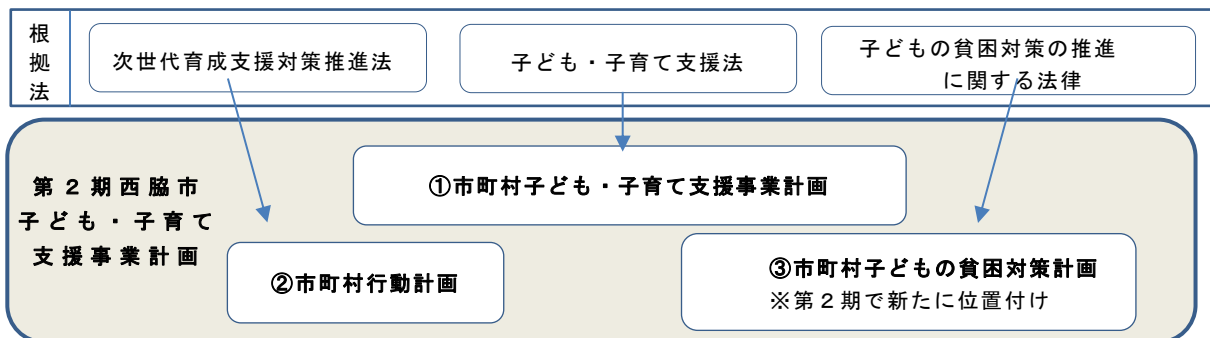 根拠法
次世代育成支援対策推進法
子ども・子育て支援法
子どもの貧困対策の推進
に関する法律
第２期西脇市
子ども・子育て
支援事業計画
①市町村子ども・子育て支援事業計画
②市町村行動計画
③市町村子どもの貧困対策計画
※第２期で新たに位置付け